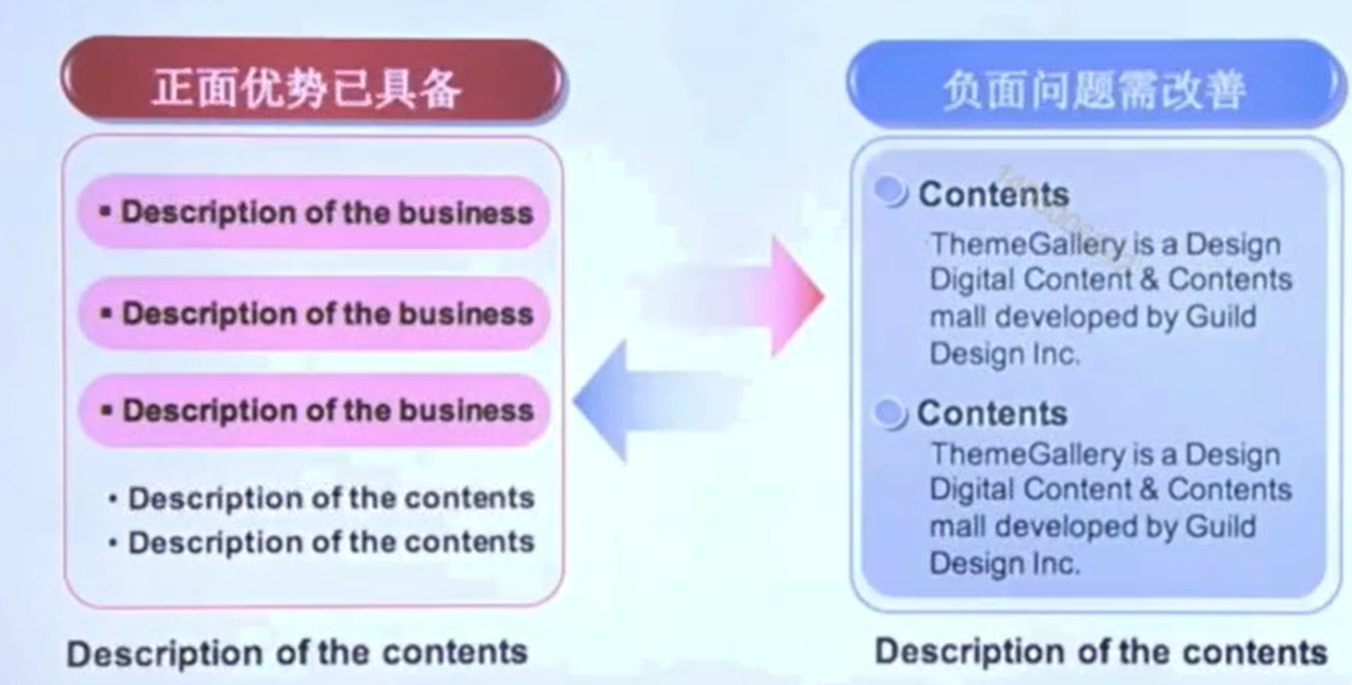 正面优势已具备
▪ Description of the business
▪ Description of the business
▪ Description of the business
• Description of the contents
• Description of the contents
Description of the contents
负面问题需改善
Contents
ThemeGallery is a Design
Digital Content & Contents
mall developed by Guild
Design Inc.
Contents
ThemeGallery is a Design
Digital Content & Contents
mall developed by Guild
Design Inc.
Description of the contents